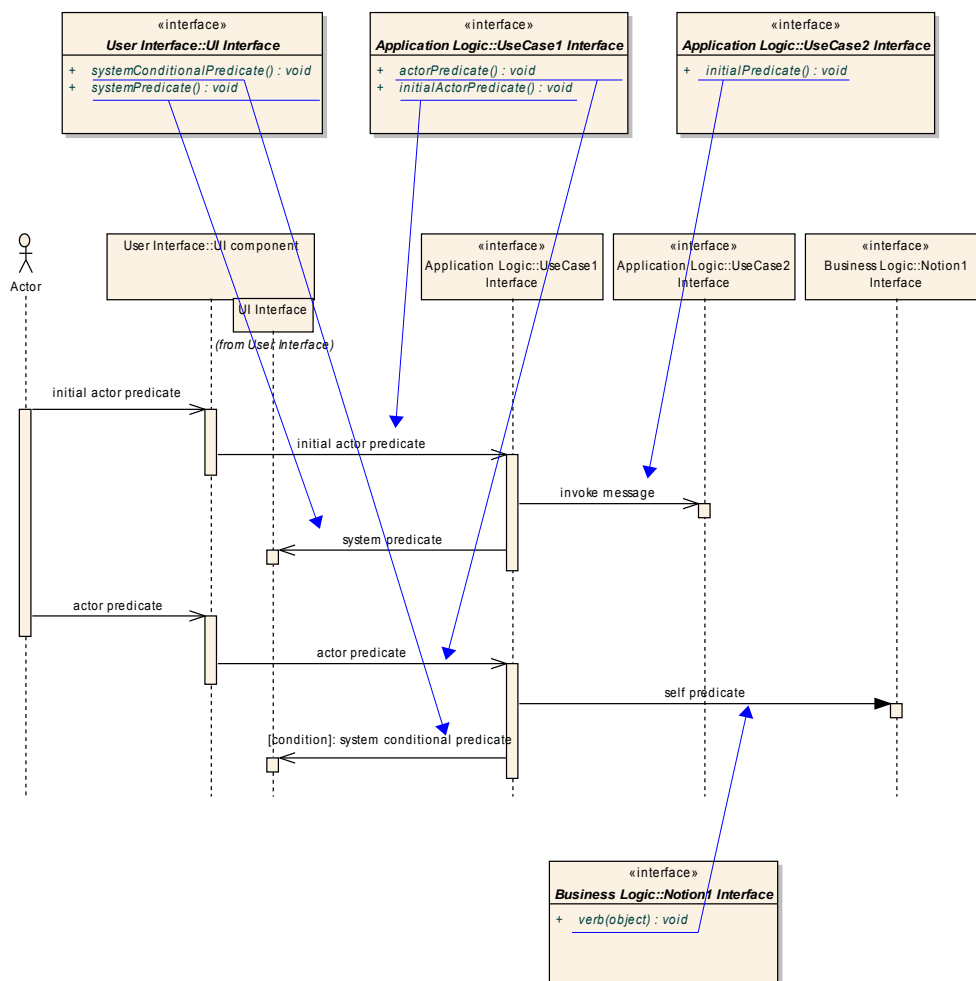 «interface»
User Interface::UI Interface
+ systemConditionalPredicate() : void
+ systemPredicate() : void
«interface»
Application Logic::UseCase1 Interface
+ actorPredicate() : void
+ initialActorPredicate() : void
«interface»
Application Logic::UseCase2 Interface
+ initialPredicate() : void
Actor
User Interface::UI component
UI Interface
(from User Interface)
«interface»
Application Logic::UseCase1
Interface
«interface»
Application Logic::UseCase2
Interface
«interface»
Business Logic::Notion1
Interface
initial actor predicate
initial actor predicate
invoke message
system predicate
actor predicate
actor predicate
self predicate
[condition]: system conditional predicate
«interface»
Business Logic::Notion1 Interface
+ verb(object) : void